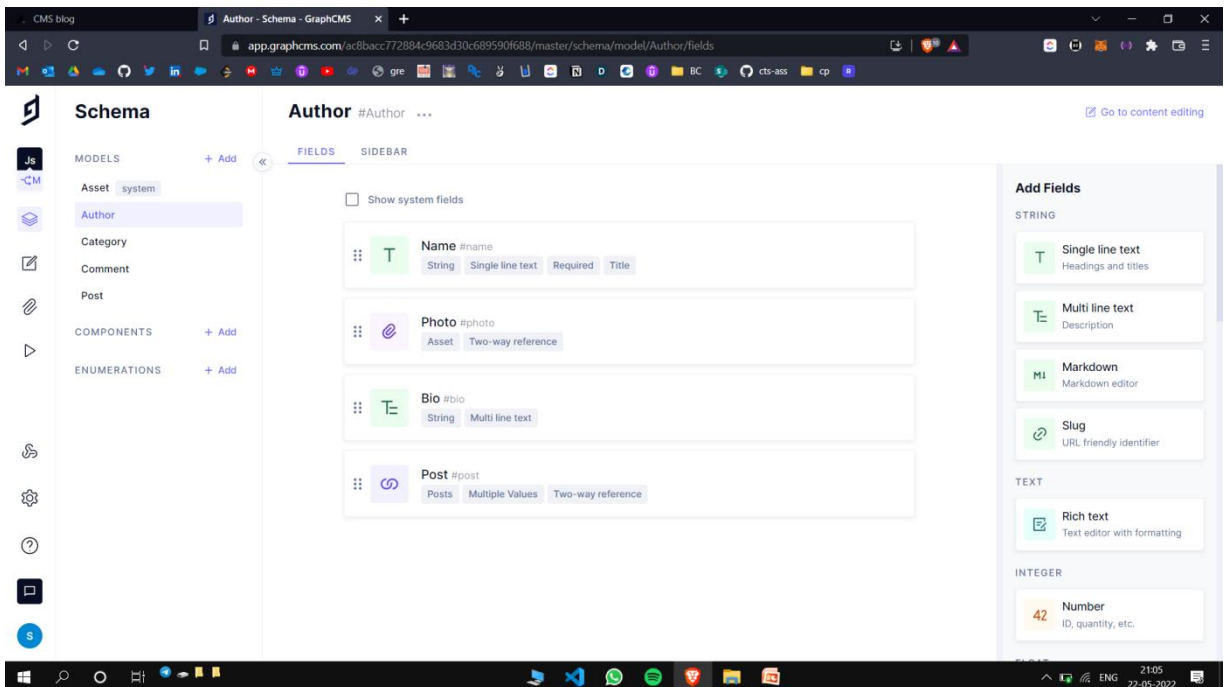 CMS blog
Author - Schema - GraphCMS
app.graphcms.com/ac8bacc772884c9683d30c689590f688/master/schema/model/Author/fields
in
gre
BC
cts-ass
cp
R
Schema
Author #Author
Go to content editing
Js
M
MODELS
+ Add
FIELDS
SIDEBAR
Asset system
Author
Category
Comment
Post
COMPONENTS
+ Add
ENUMERATIONS
+ Add
Show system fields
T
Name #name
String Single line text Required Title
Photo #photo
Asset Two-way reference
Bio #bio
String Multi line text
Post #post
Posts Multiple Values Two-way reference
Add Fields
STRING
T
Single line text
Headings and titles
Multi line text
Description
M↓
Markdown
Markdown editor
Slug
URL friendly identifier
TEXT
Rich text
Text editor with formatting
INTEGER
42
Number
ID, quantity, etc.
S
ENG
21:05
22-05-2022